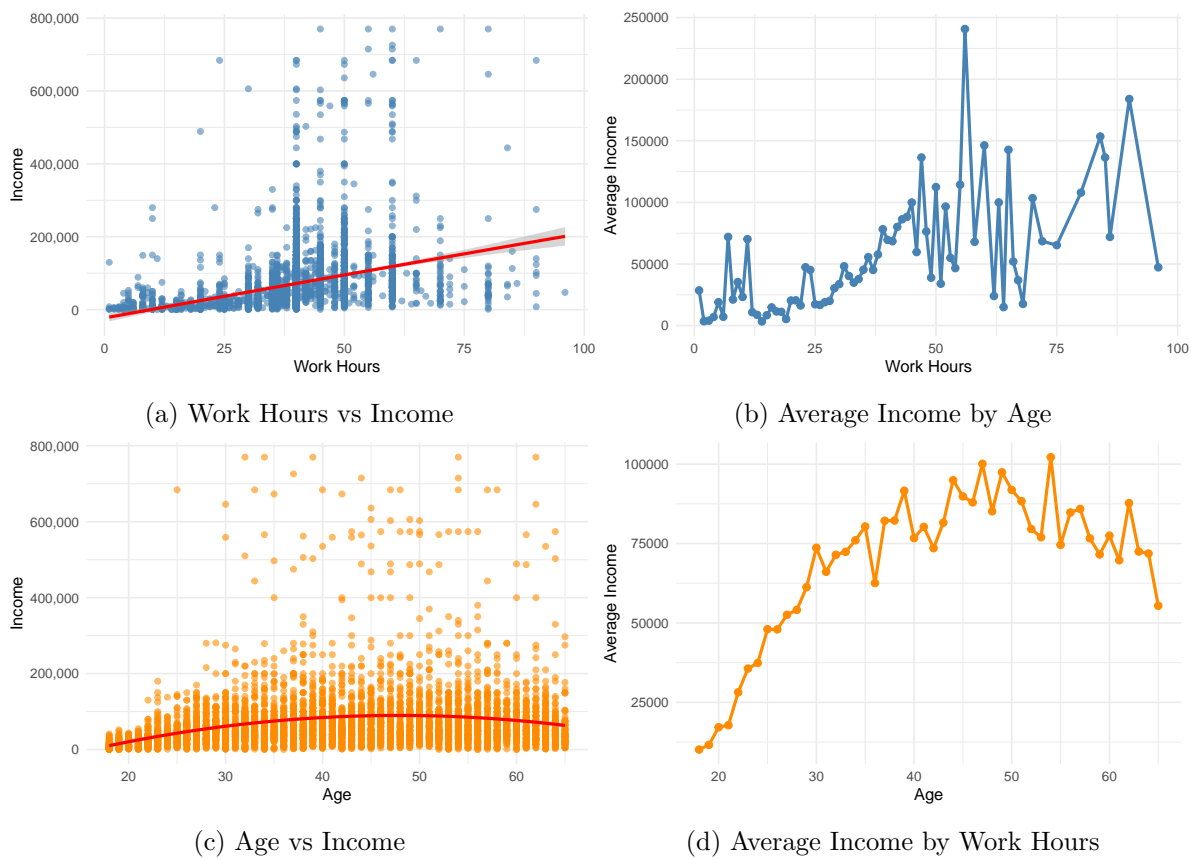 800,000
600,000
400,000
200,000
0
Income
0 25 50 75 100
Work Hours
(a) Work Hours vs Income
250000
200000
150000
100000
50000
0
Average Income
0 25 50 75 100
Work Hours
(b) Average Income by Age
800,000
600,000
400,000
200,000
0
Income
20 30 40 50 60
Age
(c) Age vs Income
100000
75000
50000
25000
Average Income
20 30 40 50 60
Age
(d) Average Income by Work Hours